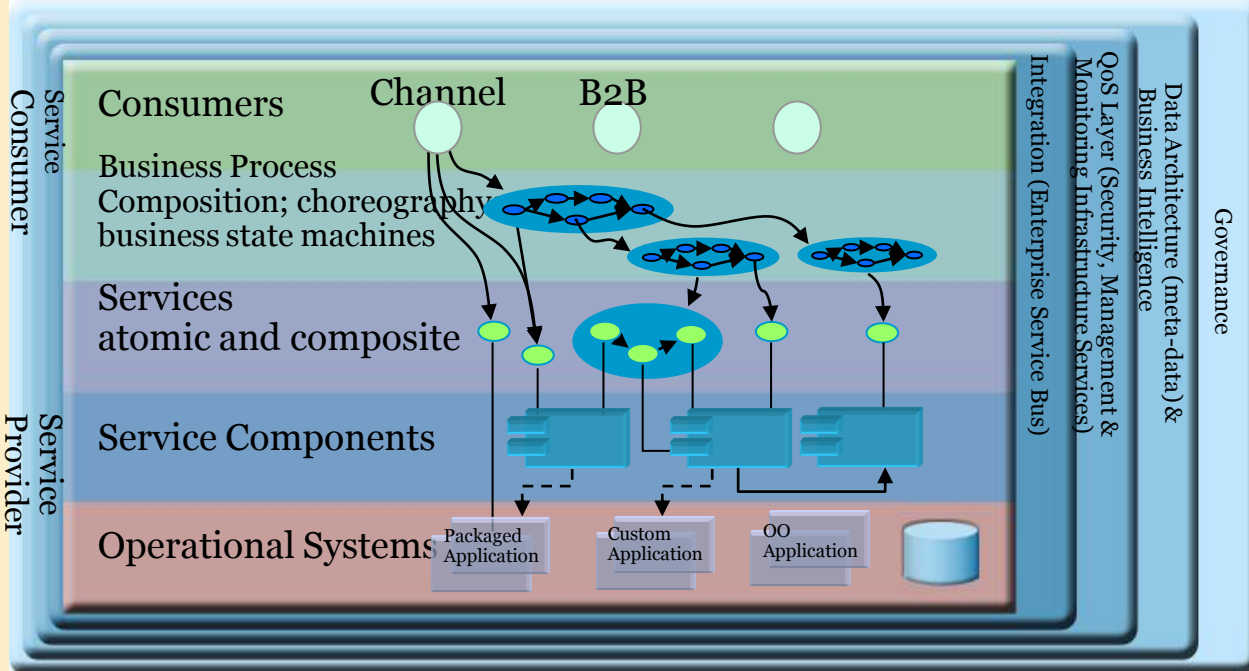 Consumers
Channel
B2B
Business Process
Composition; choreography
business state machines
Services
atomic and composite
Service Components
Operational Systems
Packaged
Application
Custom
Application
OO
Application
Service
Consumer
Service
Provider
Integration (Enterprise Service Bus)
QoS Layer (Security, Management &
Monitoring Infrastructure Services)
Data Architecture (meta-data)&
Business Intelligence
Governance